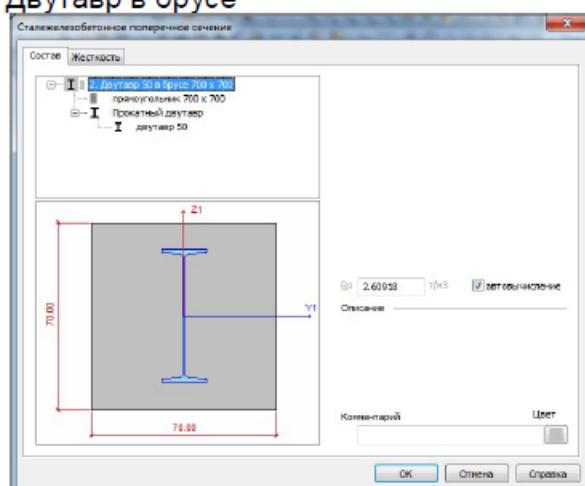 Двутавр в брусе
Сталежелезобетонное поперечное сечение
Состав Жесткость
2. Двутавр 50 в брусе 700 x 700
прямоугольник 700 x 700
Прокатный двутавр
двутавр 50
Z1
Y1
70.00
70.00
Ro 2.60918 т/м3 автовычисление
Описание
Комментарий Цвет
OK Отмена Справка